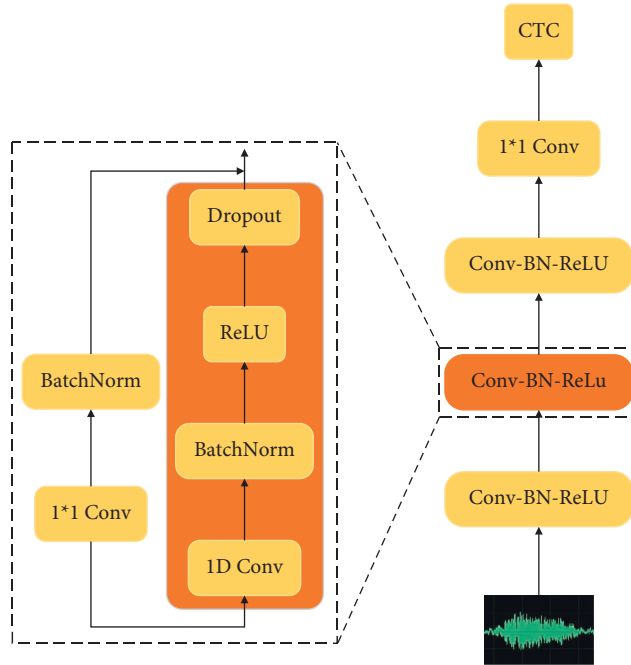 CTC
1*1 Conv
Conv-BN-ReLU
Conv-BN-ReLu
Conv-BN-ReLU
Dropout
ReLU
BatchNorm
1D Conv
BatchNorm
1*1 Conv